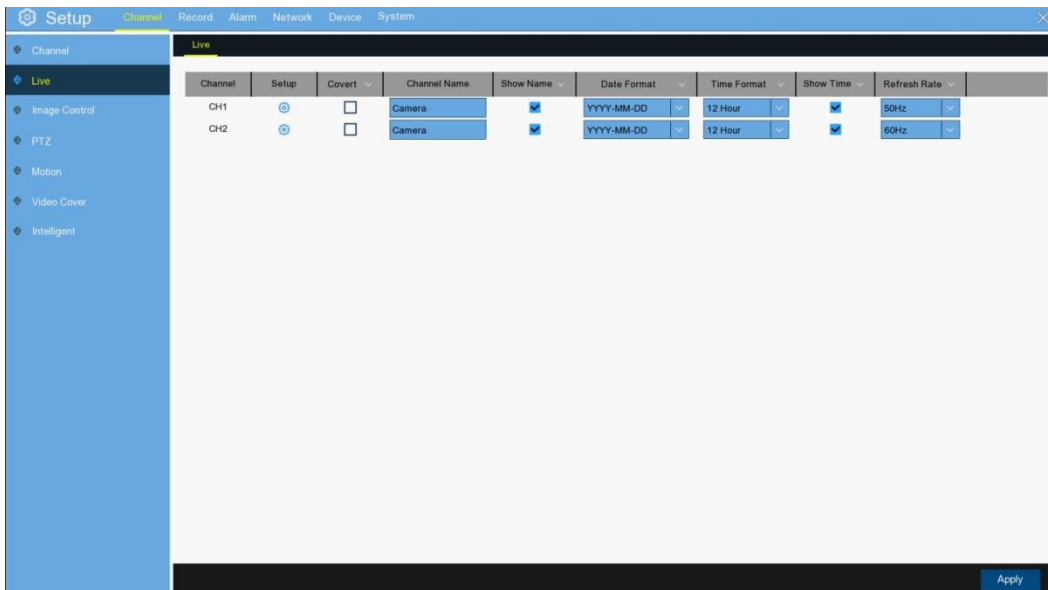 Setup Channel Record Alarm Network Device System
Channel
Live
Image Control
PTZ
Motion
Video Cover
Intelligent
Live
Channel Setup Covert Channel Name Show Name Date Format Time Format Show Time Refresh Rate
CH1 Camera YYYY-MM-DD 12 Hour 50Hz
CH2 Camera YYYY-MM-DD 12 Hour 60Hz
Apply